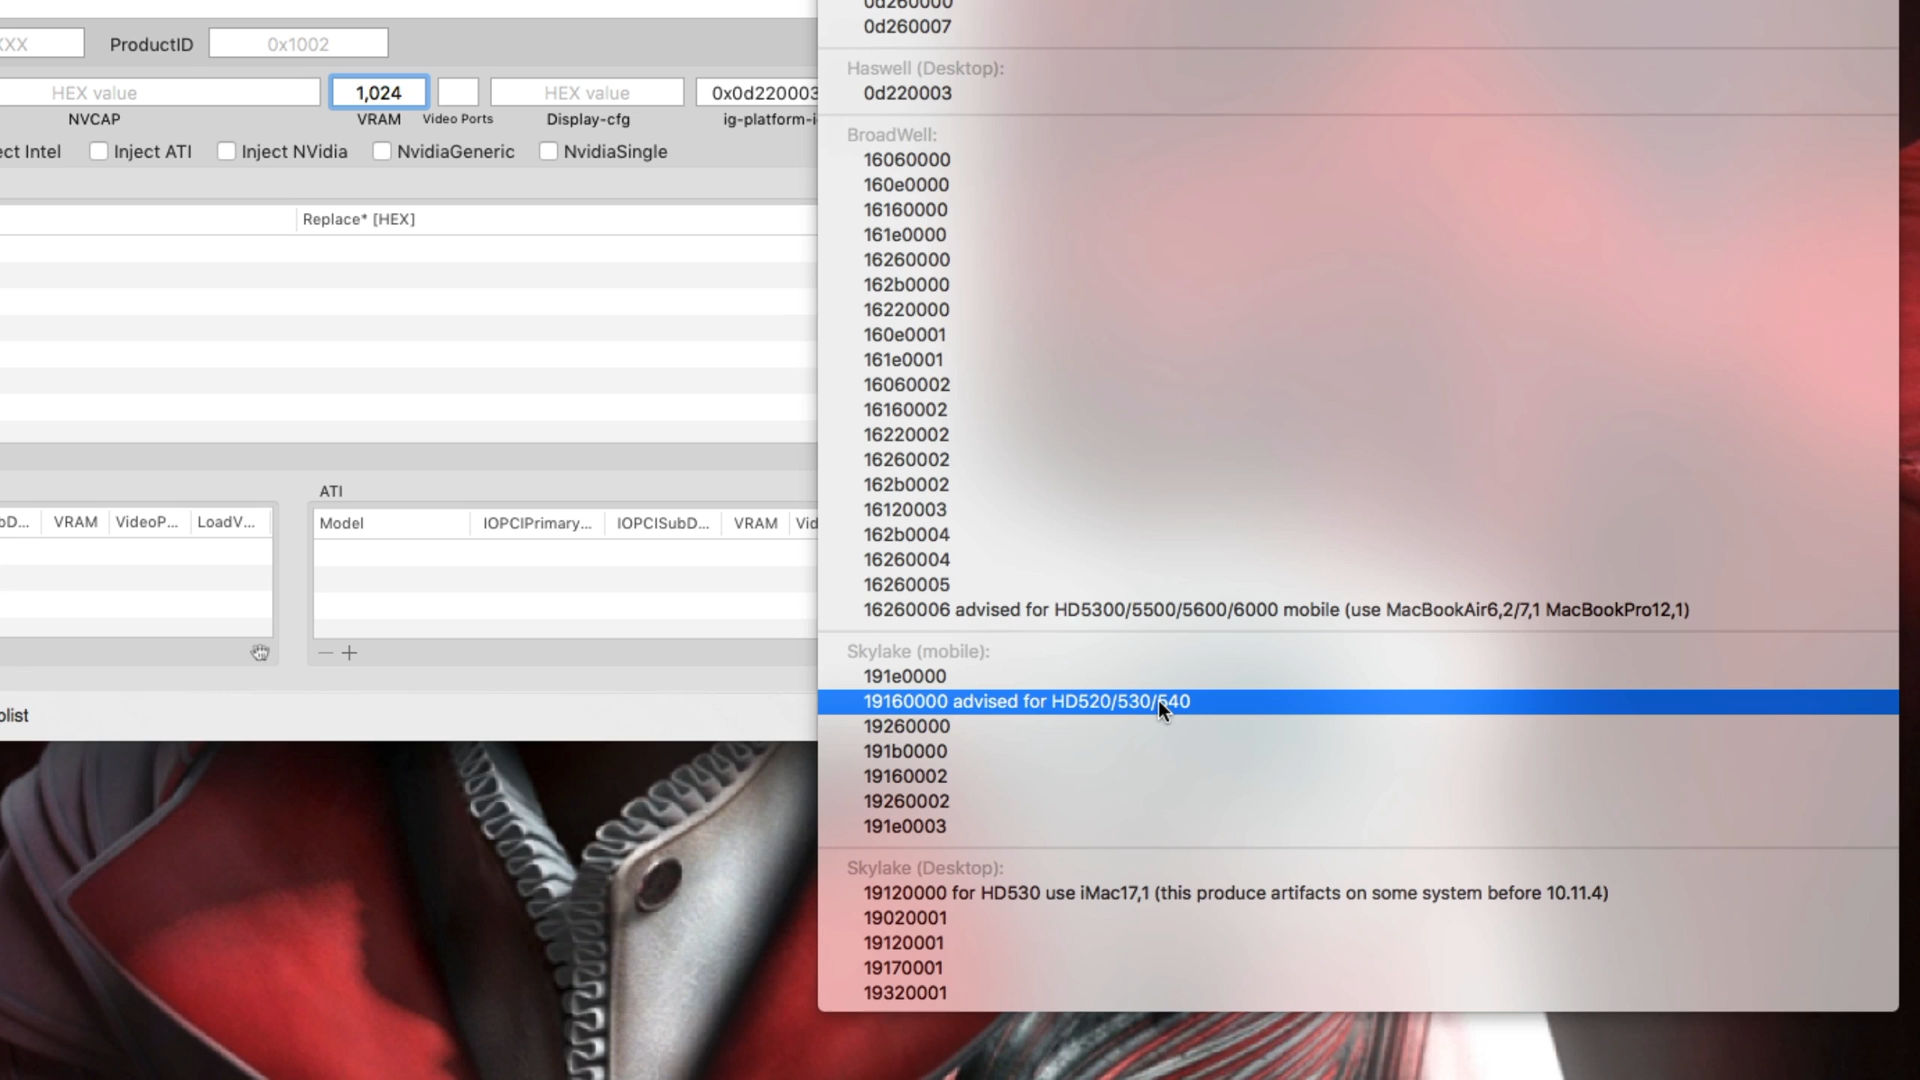 0d260000
0d260007
XXX
ProductID
0x1002
Haswell (Desktop):
0d220003
HEX value
1,024
HEX value
0x0d220003
NVCAP
VRAM
Video Ports
Display-cfg
ig-platform-i
ect Intel
Inject ATI
Inject NVidia
NvidiaGeneric
NvidiaSingle
BroadWell:
16060000
160e0000
16160000
161e0000
16260000
162b0000
16220000
160e0001
161e0001
16060002
16160002
16220002
16260002
162b0002
16120003
162b0004
16260004
16260005
16260006 advised for HD5300/5500/5600/6000 mobile (use MacBookAir6,2/7,1 MacBookPro12,1)
Replace* [HEX]
ATI
bD...
VRAM
VideoP...
LoadV...
Model
IOPCIPrimary...
IOPCISubD...
VRAM
Vid
Skylake (mobile):
191e0000
19160000 advised for HD520/530/540
19260000
191b0000
19160002
19260002
191e0003
plist
Skylake (Desktop):
19120000 for HD530 use iMac17,1 (this produce artifacts on some system before 10.11.4)
19020001
19120001
19170001
19320001